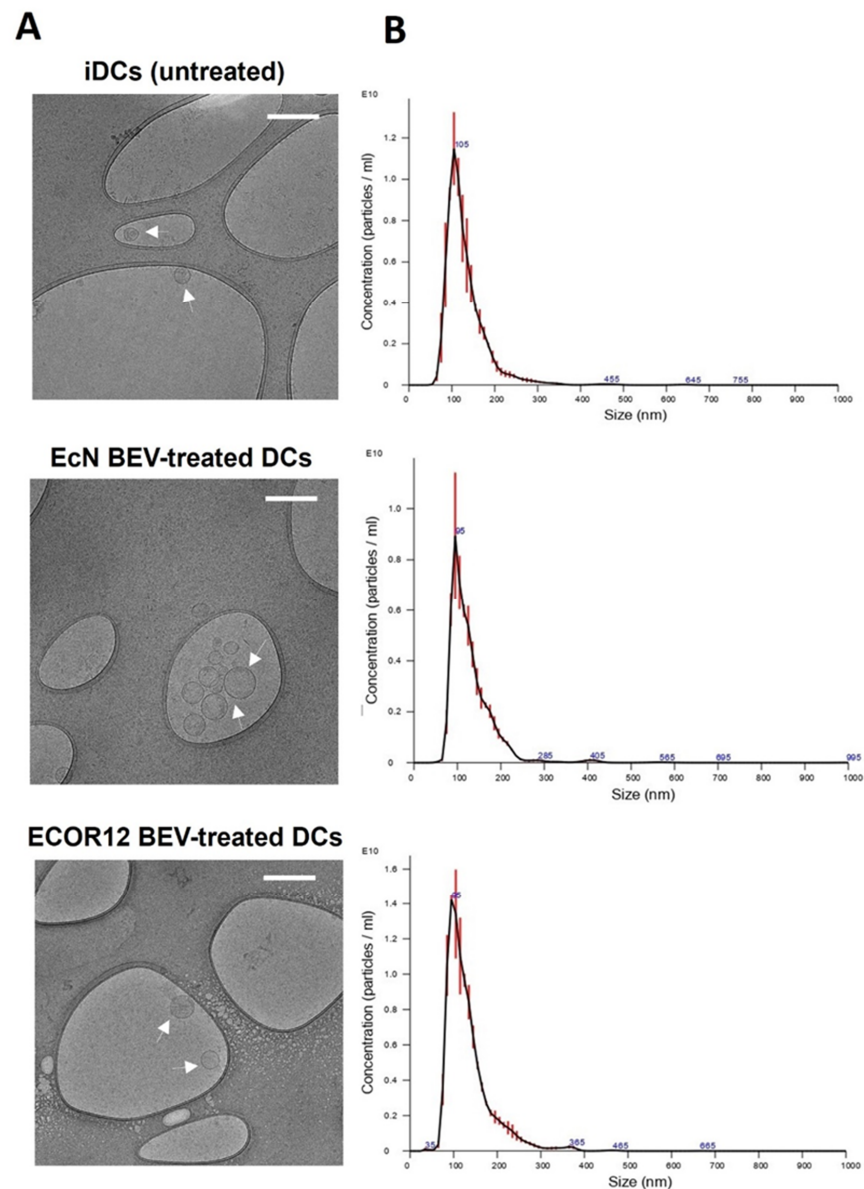 A
B
iDCs (untreated)
E10
1.2
1.0
0.8
0.6
0.4
0.2
0
105
455
645
755
0 100 200 300 400 500 600 700 800 900 1000
Concentration (particles / ml)
Size (nm)
EcN BEV-treated DCs
E10
1.0
0.8
0.6
0.4
0.2
0
95
285
405
565
695
995
0 100 200 300 400 500 600 700 800 900 1000
Concentration (particles / ml)
Size (nm)
ECOR12 BEV-treated DCs
E10
1.6
1.4
1.2
1.0
0.8
0.6
0.4
0.2
0
95
35
365
465
665
0 100 200 300 400 500 600 700 800 900 1000
Concentration (particles / ml)
Size (nm)